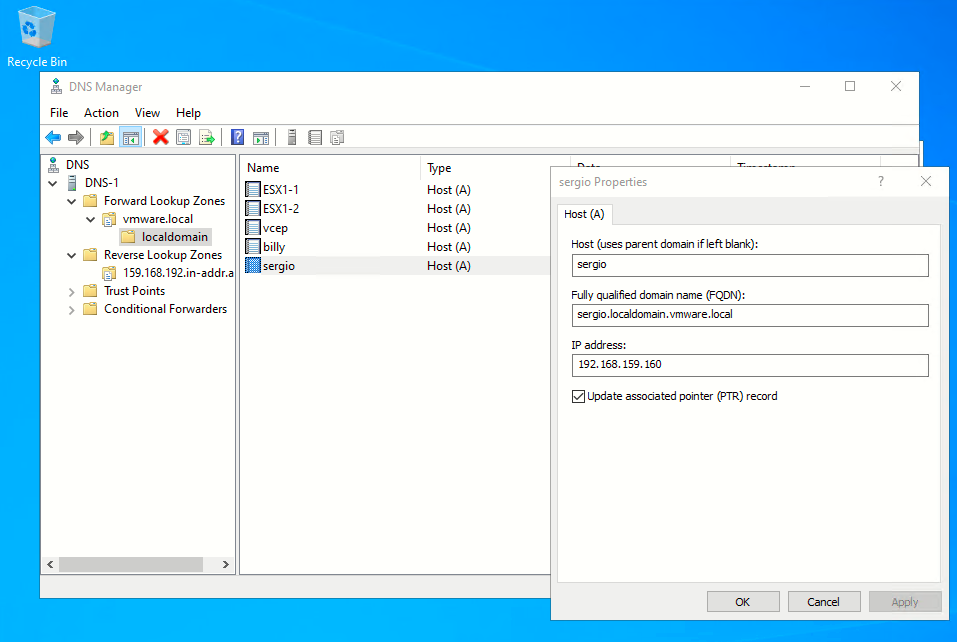 Recycle Bin
DNS Manager
File Action View Help
DNS
DNS-1
Forward Lookup Zones
vmware.local
localdomain
Reverse Lookup Zones
159.168.192.in-addr.a
Trust Points
Conditional Forwarders
Name Type Data Timestamp
ESX1-1 Host (A)
ESX1-2 Host (A)
vcep Host (A)
billy Host (A)
sergio Host (A)
sergio Properties
Host (A)
Host (uses parent domain if left blank):
sergio
Fully qualified domain name (FQDN):
sergio.localdomain.vmware.local
IP address:
192.168.159.160
Update associated pointer (PTR) record
OK Cancel Apply